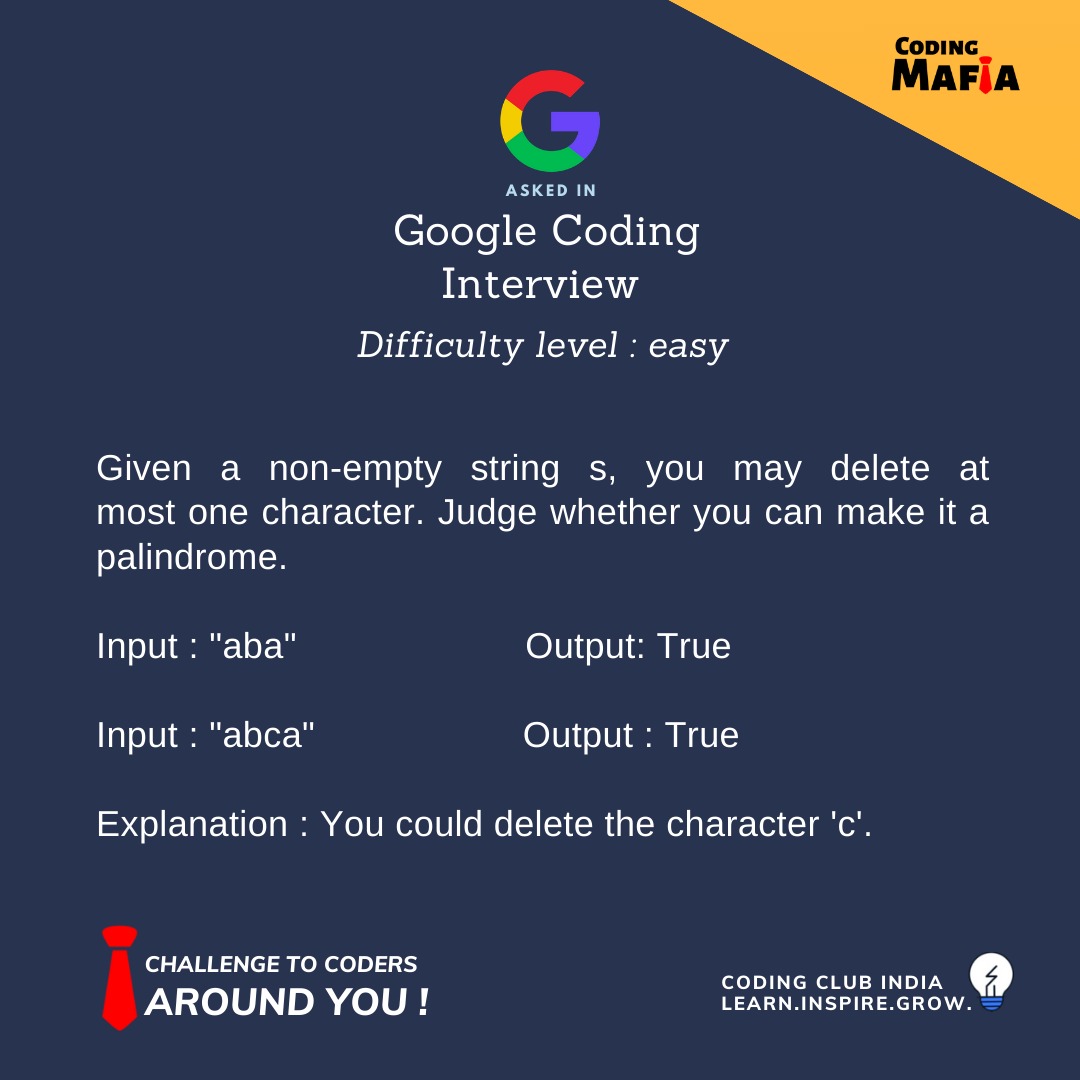 CODING
MAFIA
ASKED IN
Google Coding
Interview
Difficulty level : easy
Given a non-empty string s, you may delete at
most one character. Judge whether you can make it a
palindrome.
Input : "aba" Output: True
Input : "abca" Output : True
Explanation : You could delete the character 'c'.
CHALLENGE TO CODERS
AROUND YOU !
CODING CLUB INDIA
LEARN.INSPIRE.GROW.